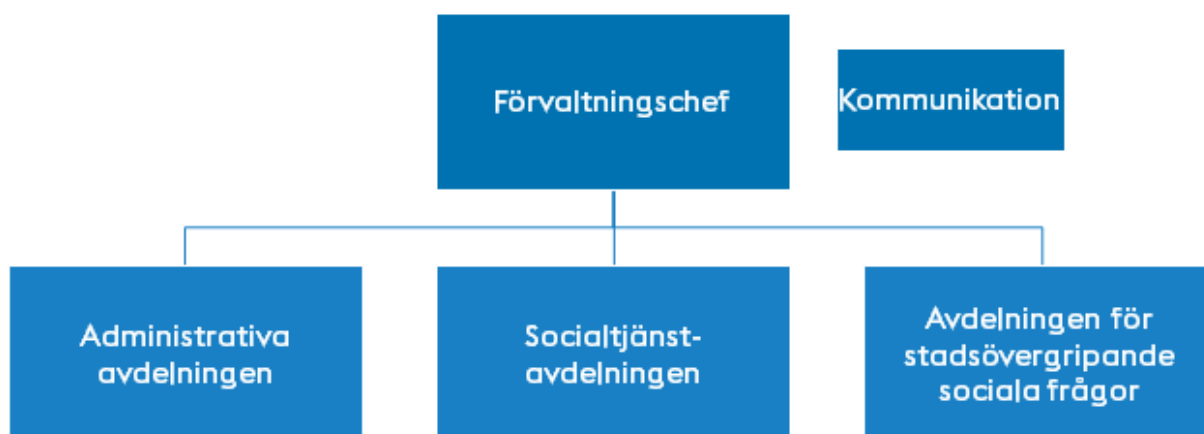 Förvaltningschef
Kommunikation
Administrativa
avdelningen
Socialtjänst-
avdelningen
Avdelningen för
stadsövergripande
sociala frågor